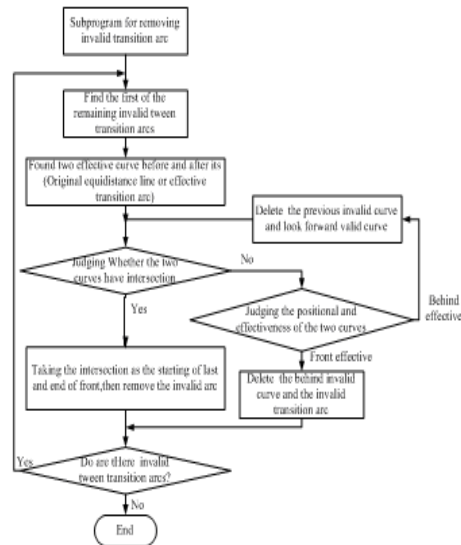 Subprogram for removing
invalid transition arc
Find the first of the
remaining invalid tween
transition arcs
Found two effective curve before and after its
(Original equidistance line or effective
transition arc)
Delete the previous invalid curve
and look forward valid curve
Judging Whether the two
curves have intersection
No
Yes
Judging the positional and
effectiveness of the two curves
Behind
effective
Front effective
Taking the intersection as the starting of last
and end of front,then remove the invalid arc
Delete the behind invalid
curve and the invalid
transition arc
Yes
Do are there invalid
tween transition arcs?
No
End